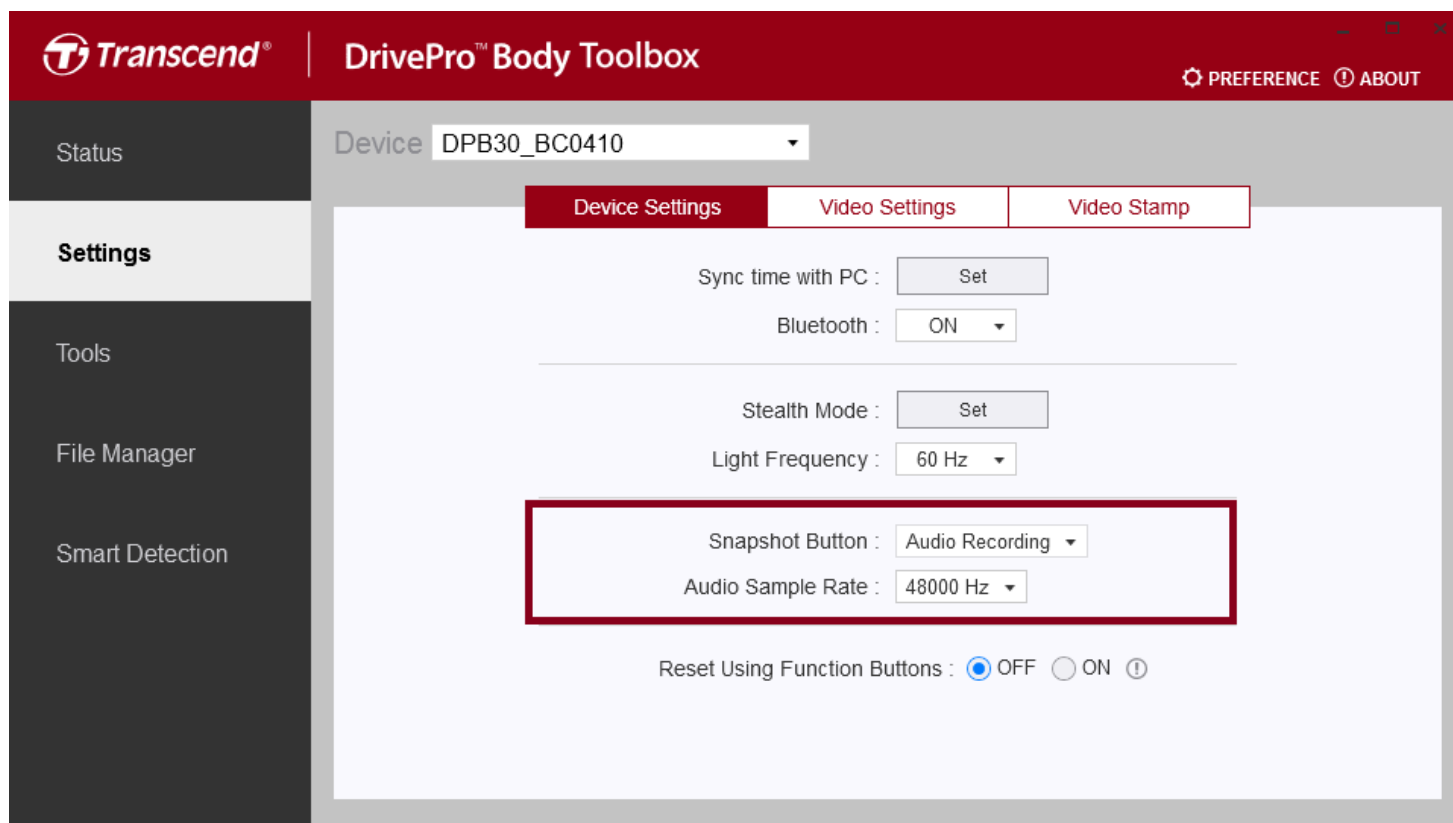 Transcend® DrivePro™ Body Toolbox
PREFERENCE ABOUT
Status
Settings
Tools
File Manager
Smart Detection
Device DPB30_BC0410
Device Settings Video Settings Video Stamp
Sync time with PC : Set
Bluetooth : ON
Stealth Mode : Set
Light Frequency : 60 Hz
Snapshot Button : Audio Recording
Audio Sample Rate : 48000 Hz
Reset Using Function Buttons : OFF ON